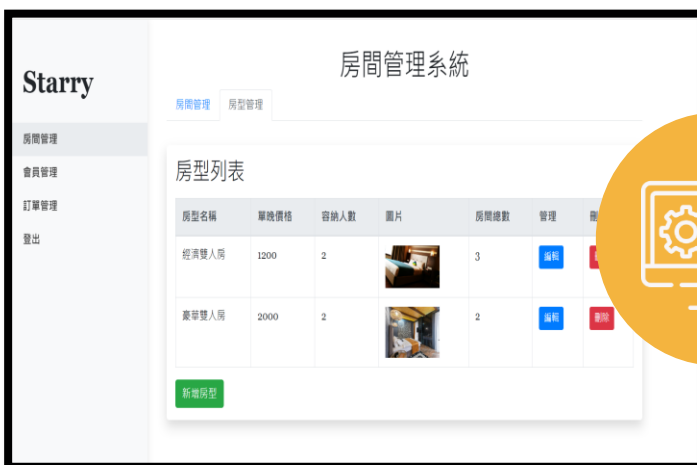 Starry
房間管理
會員管理
訂單管理
登出
房間管理系統
房間管理 房型管理
房型列表
房型名稱 單晚價格 容納人數 圖片 房間總數 管理
經濟雙人房 1200 2 3 編輯
豪華雙人房 2000 2 2 編輯 刪除
新增房型